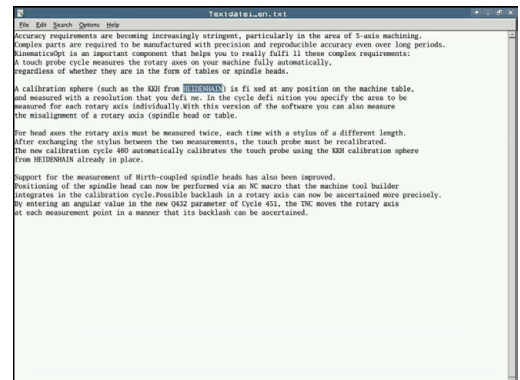 Textdatei_en.txt
File Edit Search Options Help
Accuracy requirements are becoming increasingly stringent, particularly in the area of 5-axis machining.
Complex parts are required to be manufactured with precision and reproducible accuracy even over long periods.
KinematicsOpt is an important component that helps you to really fulfi ll these complex requirements:
A touch probe cycle measures the rotary axes on your machine fully automatically,
regardless of whether they are in the form of tables or spindle heads.
A calibration sphere (such as the KKH from HEIDENHAIN) is fi xed at any position on the machine table,
and measured with a resolution that you defi ne. In the cycle defi nition you specify the area to be
measured for each rotary axis individually.With this version of the software you can also measure
the misalignment of a rotary axis (spindle head or table.
For head axes the rotary axis must be measured twice, each time with a stylus of a different length.
After exchanging the stylus between the two measurements, the touch probe must be recalibrated.
The new calibration cycle 460 automatically calibrates the touch probe using the KKH calibration sphere
from HEIDENHAIN already in place.
Support for the measurement of Hirth-coupled spindle heads has also been improved.
Positioning of the spindle head can now be performed via an NC macro that the machine tool builder
integrates in the calibration cycle.Possible backlash in a rotary axis can now be ascertained more precisely.
By entering an angular value in the new Q432 parameter of Cycle 451, the TNC moves the rotary axis
at each measurement point in a manner that its backlash can be ascertained.